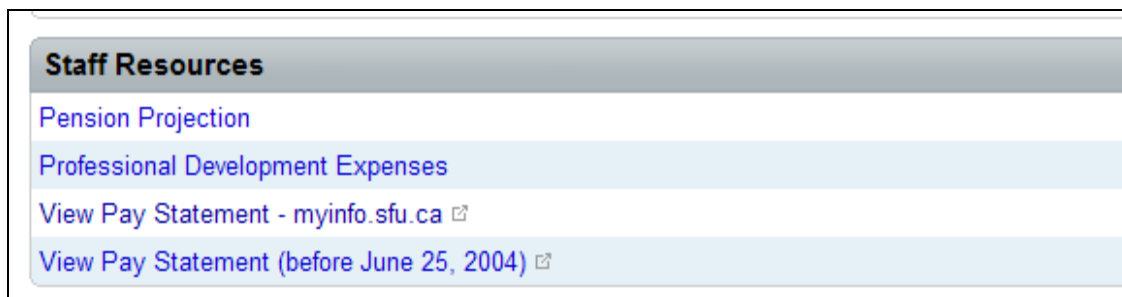 Staff Resources
Pension Projection
Professional Development Expenses
View Pay Statement - myinfo.sfu.ca
View Pay Statement (before June 25, 2004)